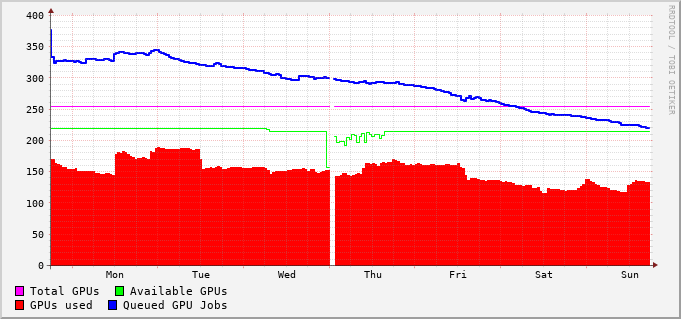 400
350
300
250
200
150
100
50
0
Mon Tue Wed Thu Fri Sat Sun
Total GPUs Available GPUs
GPUs used Queued GPU Jobs
RRDTOOL / TOBI OETIKER